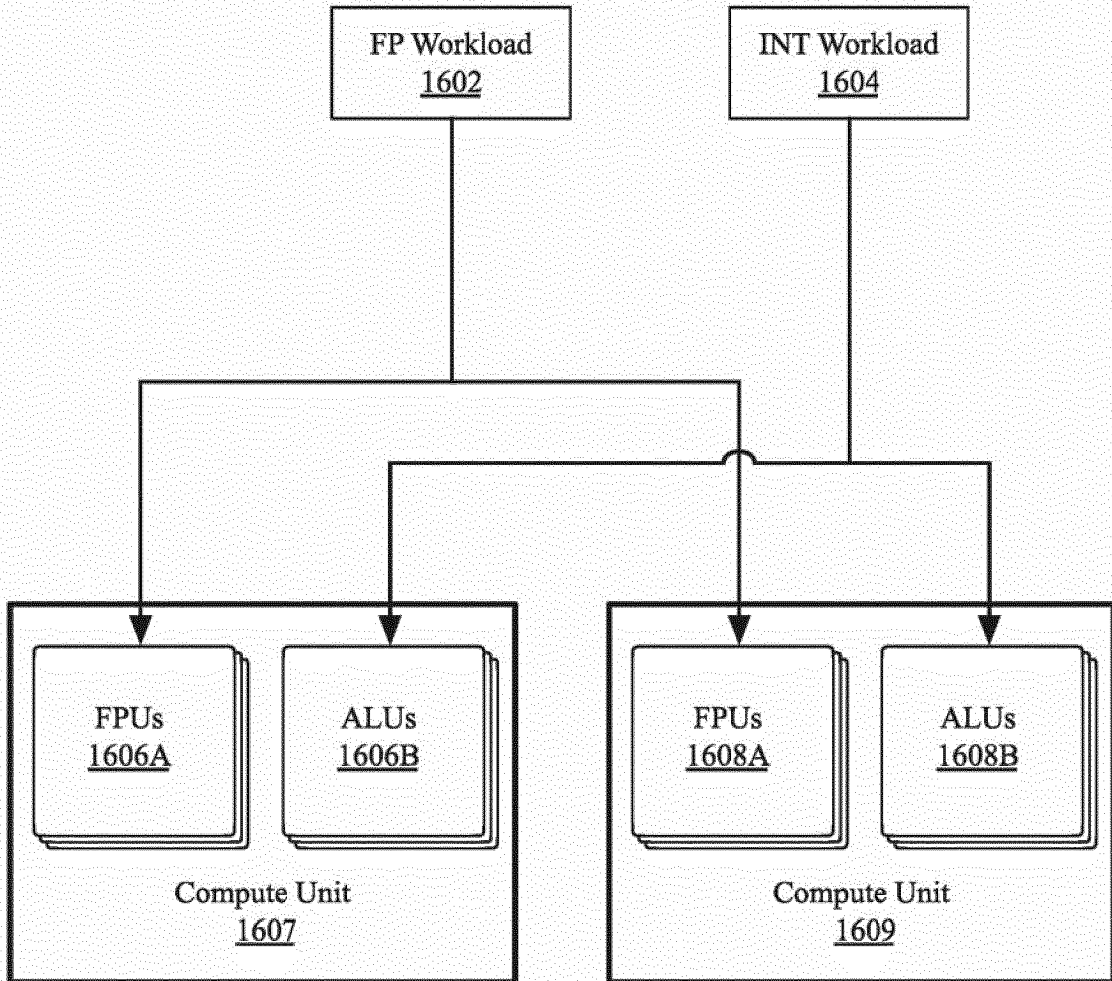 FP Workload
1602
INT Workload
1604
FPUs
1606A
ALUs
1606B
FPUs
1608A
ALUs
1608B
Compute Unit
1607
Compute Unit
1609